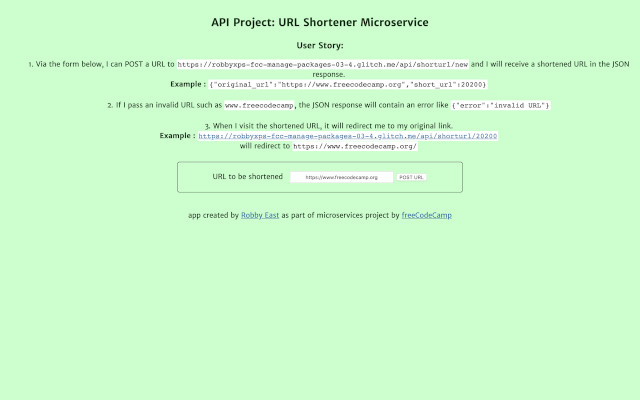 API Project: URL Shortener Microservice
User Story:
1. Via the form below, I can POST a URL to https://robbyxps-fcc-manage-packages-03-4.glitch.me/api/shorturl/new and I will receive a shortened URL in the JSON
response.
Example : {"original_url":"https://www.freecodecamp.org","short_url":20200}
2. If I pass an invalid URL such as www.freecodecamp, the JSON response will contain an error like {"error":"invalid URL"}
3. When I visit the shortened URL, it will redirect me to my original link.
Example : https://robbyxps-fcc-manage-packages-03-4.glitch.me/api/shorturl/20200
will redirect to https://www.freecodecamp.org/
URL to be shortened https://www.freecodecamp.org POST URL
app created by Robby East as part of microservices project by freeCodeCamp